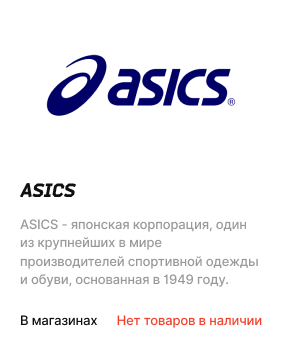 asics®
ASICS
ASICS - японская корпорация, один
из крупнейших в мире
производителей спортивной одежды
и обуви, основанная в 1949 году.
В магазинах Нет товаров в наличии